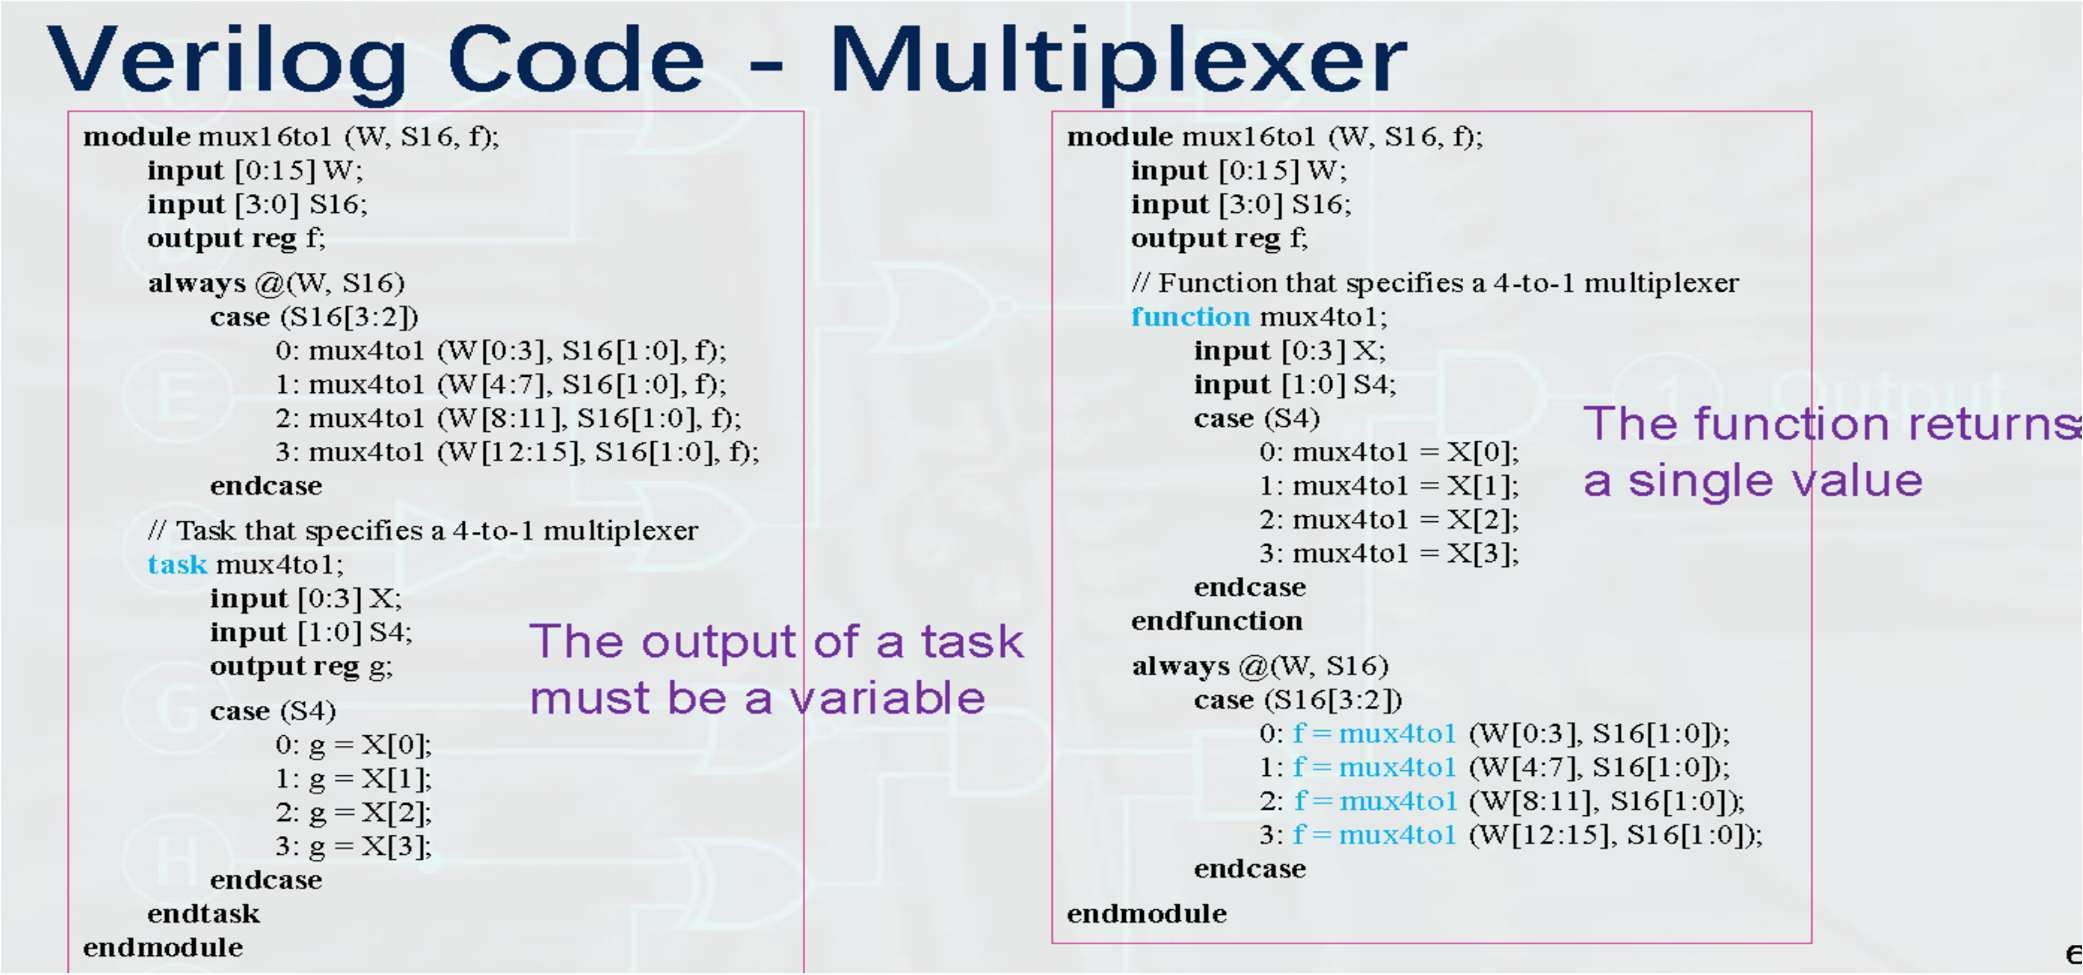 Verilog Code - Multiplexer
module mux16to1 (W, S16, f);
input [0:15] W;
input [3:0] S16;
output reg f;
always @(W, S16)
case (S16[3:2])
0: mux4to1 (W[0:3], S16[1:0], f);
1: mux4to1 (W[4:7], S16[1:0], f);
2: mux4to1 (W[8:11], S16[1:0], f);
3: mux4to1 (W[12:15], S16[1:0], f);
endcase
// Task that specifies a 4-to-1 multiplexer
task mux4to1;
input [0:3] X;
input [1:0] S4;
output reg g;
case (S4)
0: g = X[0];
1: g = X[1];
2: g = X[2];
3: g = X[3];
endcase
endtask
endmodule
The output of a task
must be a variable
module mux16to1 (W, S16, f);
input [0:15] W;
input [3:0] S16;
output reg f;
// Function that specifies a 4-to-1 multiplexer
function mux4to1;
input [0:3] X;
input [1:0] S4;
case (S4)
0: mux4to1 = X[0];
1: mux4to1 = X[1];
2: mux4to1 = X[2];
3: mux4to1 = X[3];
endcase
endfunction
always @(W, S16)
case (S16[3:2])
0: f = mux4to1 (W[0:3], S16[1:0]);
1: f = mux4to1 (W[4:7], S16[1:0]);
2: f = mux4to1 (W[8:11], S16[1:0]);
3: f = mux4to1 (W[12:15], S16[1:0]);
endcase
endmodule
The function returns
a single value
E
G
H
1 Output